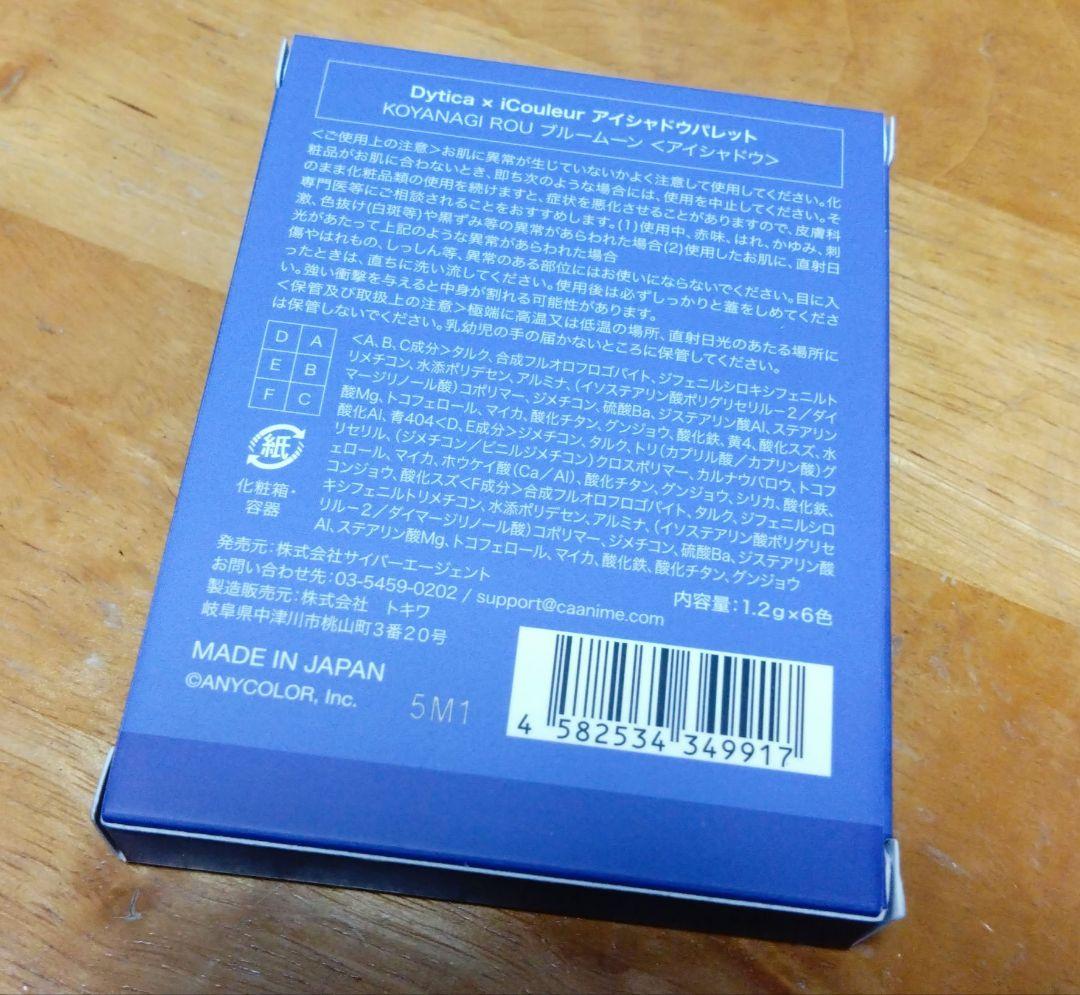 Dytica × iCouleur アイシャドウパレット
KOYANAGI ROU ブルームーン <アイシャドウ>
<ご使用上の注意>お肌に異常が生じていないかよく注意して使用してください。化
粧品がお肌に合わないとき、即ち次のような場合には、使用を中止してください。そ
のまま化粧品類の使用を続けますと、症状を悪化させることがありますので、皮膚科
専門医等にご相談されることをおすすめします。(1)使用中、赤味、はれ、かゆみ、刺
激、色抜け(白斑等)や黒ずみ等の異常があらわれた場合(2)使用したお肌に、直射日
光があたって上記のような異常があらわれた場合
傷やはれもの、しっしん等、異常のある部位にはお使いにならないでください。目に入
ったときは、直ちに洗い流してください。使用後は必ずしっかりと蓋をしめてくださ
い。強い衝撃を与えると中身が割れる可能性があります。
<保管及び取扱上の注意>極端に高温又は低温の場所、直射日光のあたる場所に
は保管しないでください。乳幼児の手の届かないところに保管してください。
D A
E B
F C
<A、B、C成分>タルク、合成フルオロフロゴパイト、ジフェニルシロキシフェニルト
リメチコン、水添ポリデセン、アルミナ、(イソステアリン酸ポリグリセリル−2/ダイ
マージリノール酸)コポリマー、ジメチコン、硫酸Ba、ジステアリン酸Al、ステアリン
酸Mg、トコフェロール、マイカ、酸化チタン、グンジョウ、酸化鉄、黄4、酸化スズ、水
酸化Al、青404<D、E成分>ジメチコン、タルク、トリ(カプリル酸/カプリン酸)グ
リセリル、(ジメチコン/ビニルジメチコン)クロスポリマー、カルナウバロウ、トコフ
ェロール、マイカ、ホウケイ酸(Ca/Al)、酸化チタン、グンジョウ、シリカ、酸化鉄、
コンジョウ、酸化スズ<F成分>合成フルオロフロゴパイト、タルク、ジフェニルシロ
キシフェニルトリメチコン、水添ポリデセン、アルミナ、(イソステアリン酸ポリグリセ
リル−2/ダイマージリノール酸)コポリマー、ジメチコン、硫酸Ba、ジステアリン酸
Al、ステアリン酸Mg、トコフェロール、マイカ、酸化鉄、酸化チタン、グンジョウ
紙
化粧箱・
容器
内容量:1.2g×6色
発売元:株式会社サイバーエージェント
お問い合わせ先:03-5459-0202 / support@caanime.com
製造販売元:株式会社 トキワ
岐阜県中津川市桃山町3番20号
MADE IN JAPAN
©ANYCOLOR, Inc.
5M1
4 582534 349917